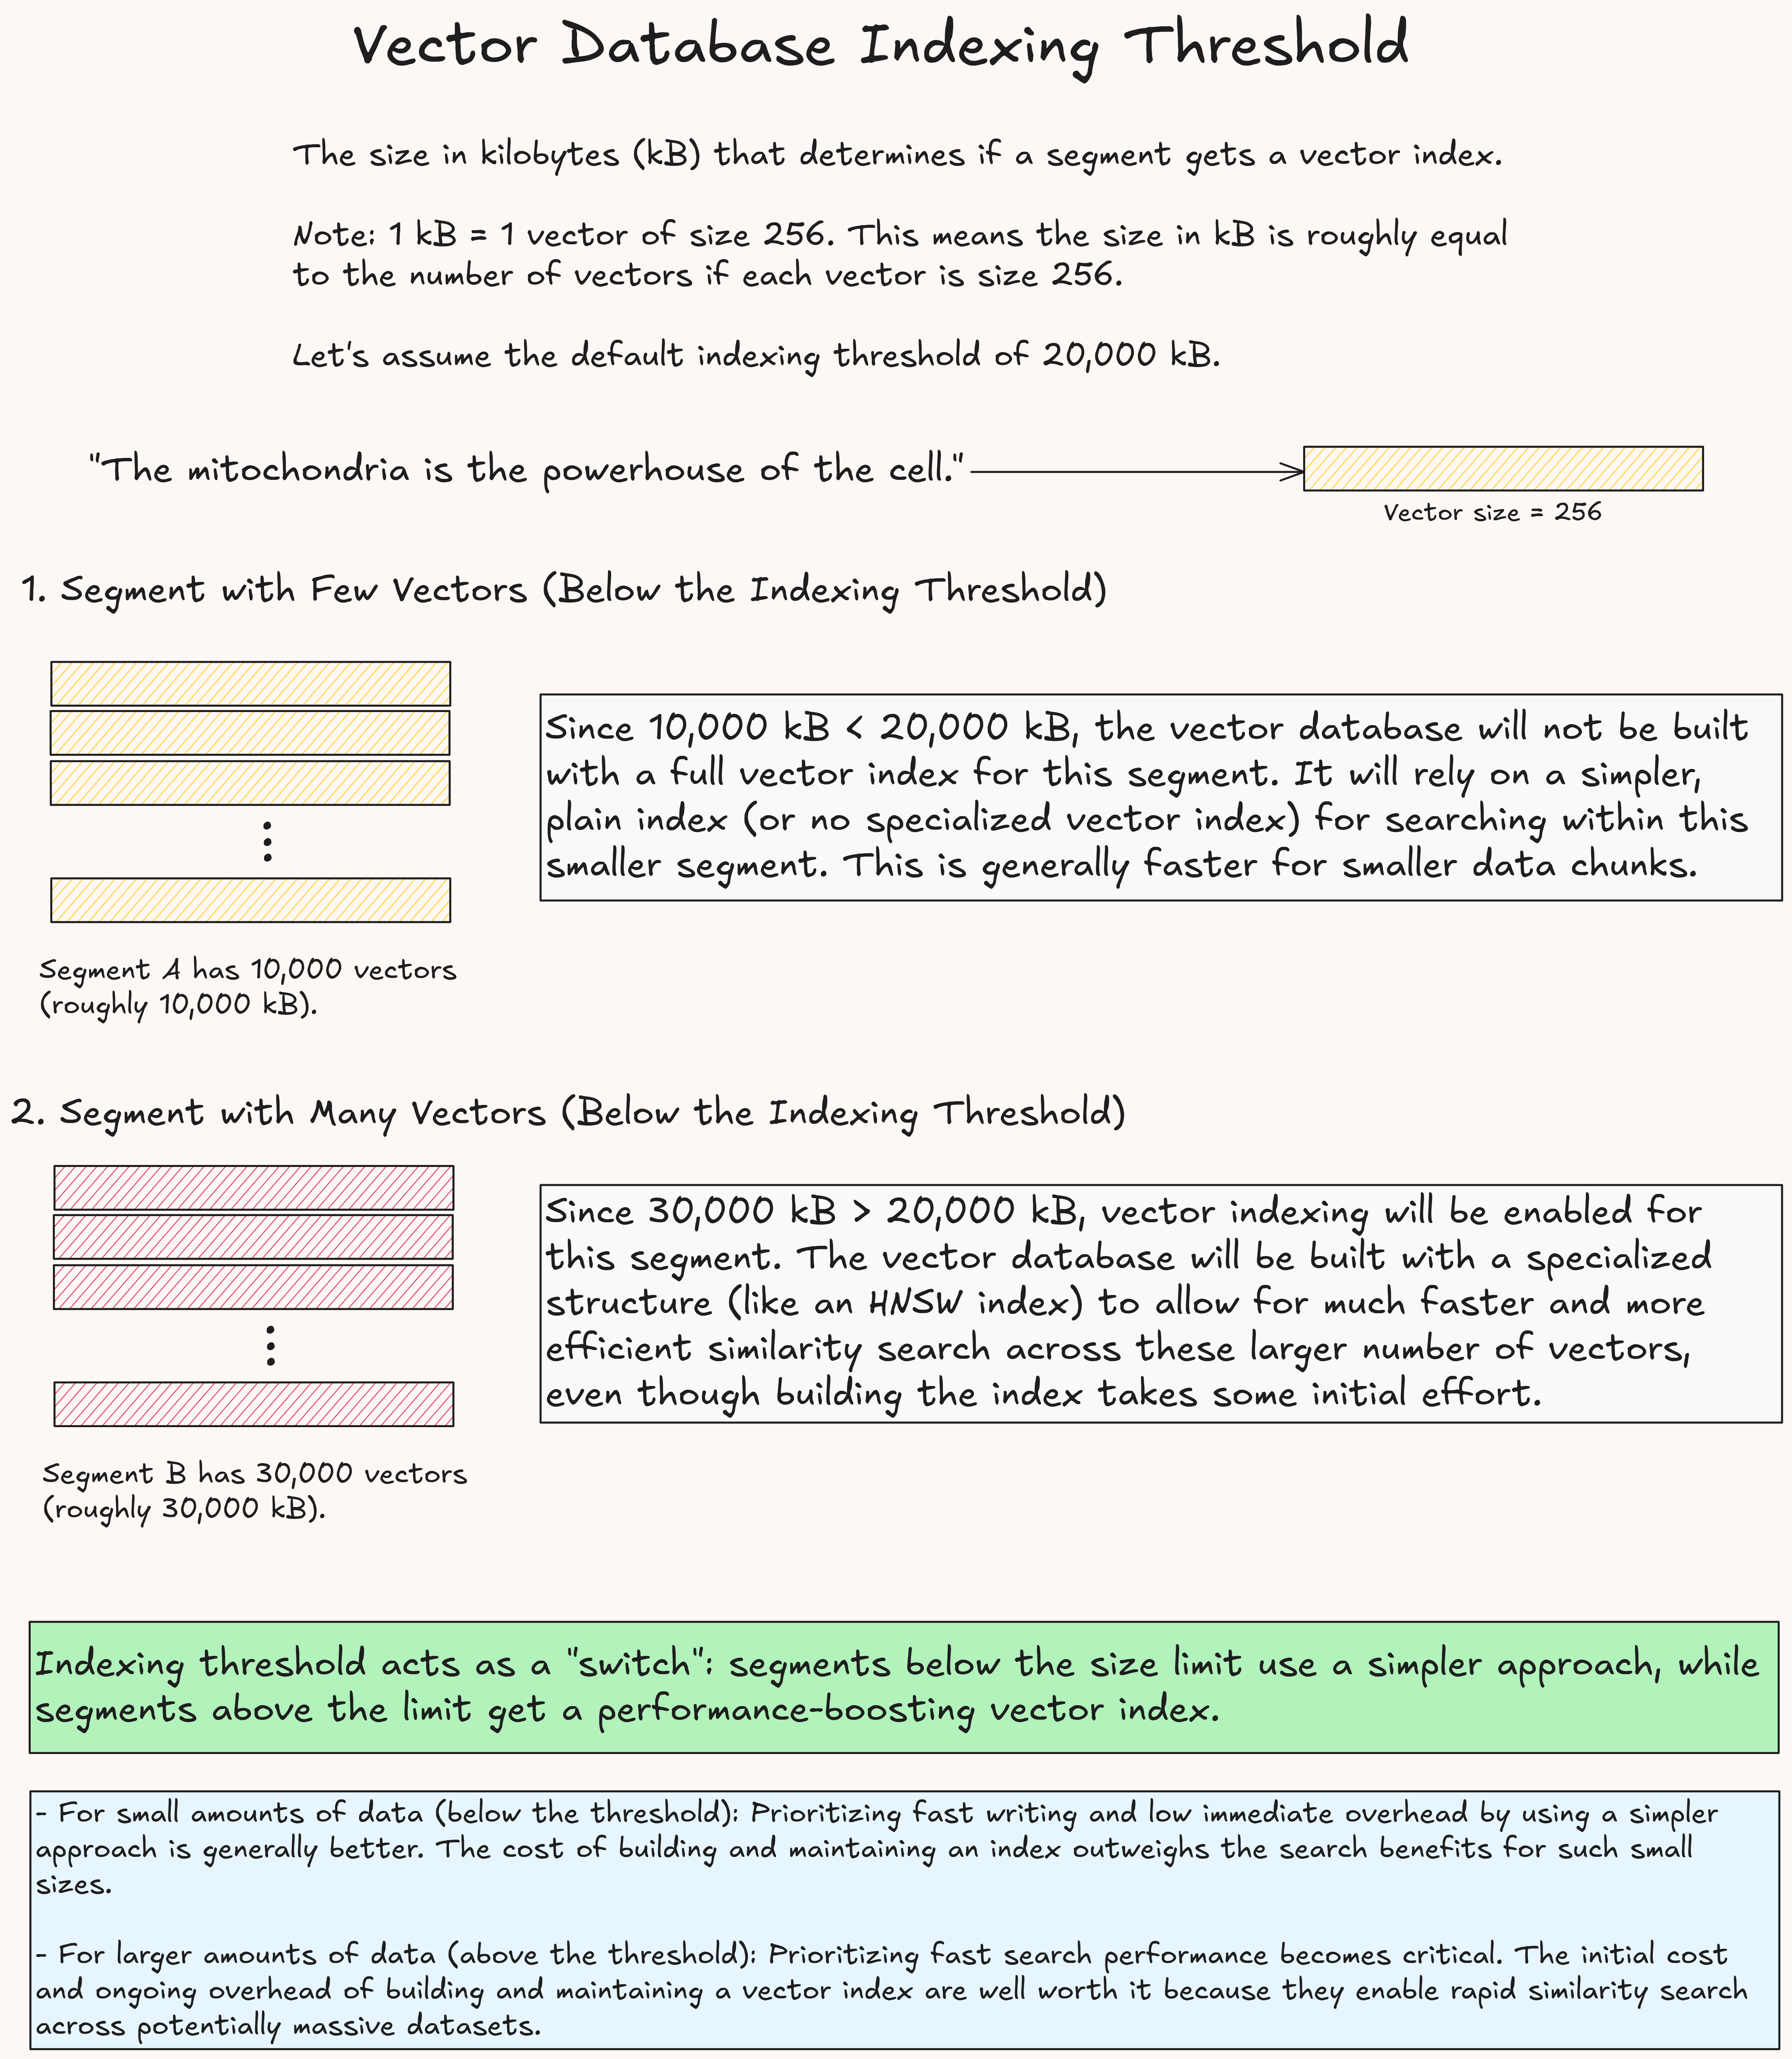 Vector Database Indexing Threshold
The size in kilobytes (kB) that determines if a segment gets a vector index.
Note: 1 kB = 1 vector of size 256. This means the size in kB is roughly equal
to the number of vectors if each vector is size 256.
Let's assume the default indexing threshold of 20,000 kB.
"The mitochondria is the powerhouse of the cell."
Vector size = 256
1. Segment with Few Vectors (Below the Indexing Threshold)
Since 10,000 kB < 20,000 kB, the vector database will not be built
with a full vector index for this segment. It will rely on a simpler,
plain index (or no specialized vector index) for searching within this
smaller segment. This is generally faster for smaller data chunks.
Segment A has 10,000 vectors
(roughly 10,000 kB).
2. Segment with Many Vectors (Below the Indexing Threshold)
Since 30,000 kB > 20,000 kB, vector indexing will be enabled for
this segment. The vector database will be built with a specialized
structure (like an HNSW index) to allow for much faster and more
efficient similarity search across these larger number of vectors,
even though building the index takes some initial effort.
Segment B has 30,000 vectors
(roughly 30,000 kB).
Indexing threshold acts as a "switch": segments below the size limit use a simpler approach, while
segments above the limit get a performance-boosting vector index.
- For small amounts of data (below the threshold): Prioritizing fast writing and low immediate overhead by using a simpler
approach is generally better. The cost of building and maintaining an index outweighs the search benefits for such small
sizes.
- For larger amounts of data (above the threshold): Prioritizing fast search performance becomes critical. The initial cost
and ongoing overhead of building and maintaining a vector index are well worth it because they enable rapid similarity search
across potentially massive datasets.